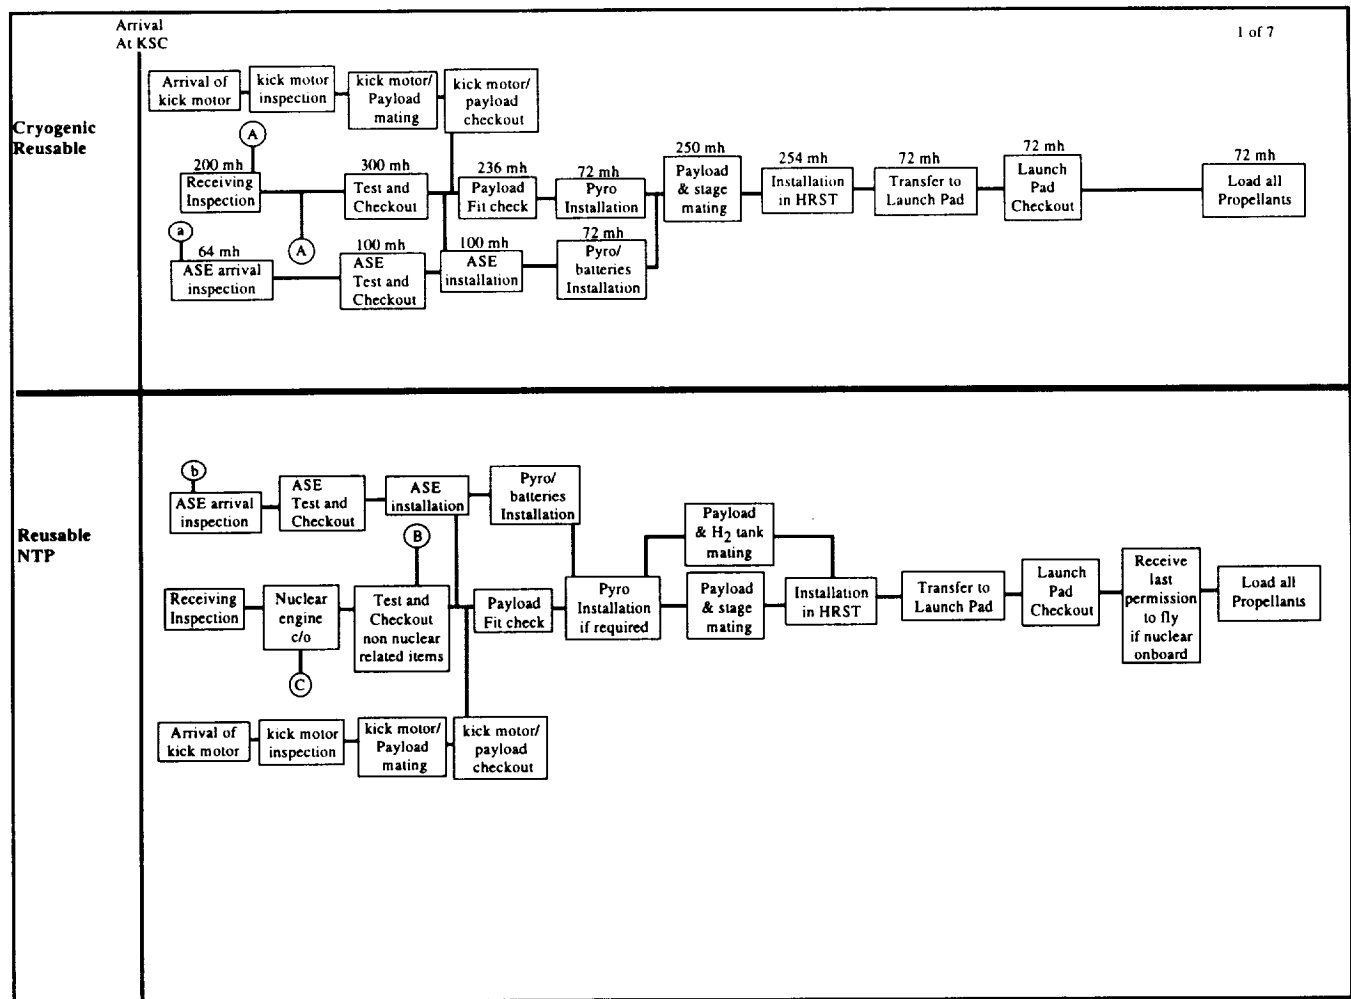 Arrival
At KSC
1 of 7
Cryogenic
Reusable
Arrival of
kick motor
kick motor
inspection
kick motor/
Payload
mating
kick motor/
payload
checkout
A
200 mh
Receiving
Inspection
A
300 mh
Test and
Checkout
236 mh
Payload
Fit check
72 mh
Pyro
Installation
250 mh
Payload
& stage
mating
254 mh
Installation
in HRST
72 mh
Transfer to
Launch Pad
72 mh
Launch
Pad
Checkout
72 mh
Load all
Propellants
a
64 mh
ASE arrival
inspection
100 mh
ASE
Test and
Checkout
100 mh
ASE
installation
72 mh
Pyro/
batteries
Installation
Reusable
NTP
b
ASE arrival
inspection
ASE
Test and
Checkout
ASE
installation
Pyro/
batteries
Installation
B
Receiving
Inspection
Nuclear
engine
c/o
C
Test and
Checkout
non nuclear
related items
Payload
Fit check
Pyro
Installation
if required
Payload
& H2 tank
mating
Payload
& stage
mating
Installation
in HRST
Transfer to
Launch Pad
Launch
Pad
Checkout
Receive
last
permission
to fly
if nuclear
onboard
Load all
Propellants
Arrival of
kick motor
kick motor
inspection
kick motor/
Payload
mating
kick motor/
payload
checkout